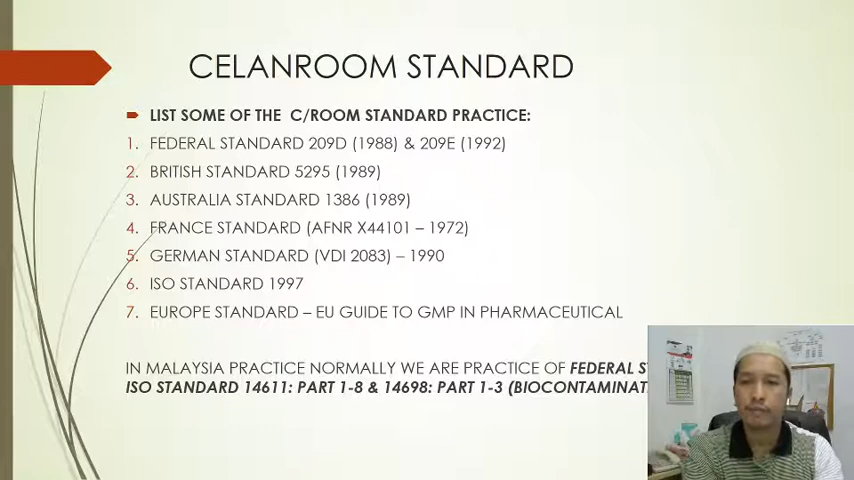 CELANROOM STANDARD
LIST SOME OF THE C/ROOM STANDARD PRACTICE:
1. FEDERAL STANDARD 209D (1988) & 209E (1992)
2. BRITISH STANDARD 5295 (1989)
3. AUSTRALIA STANDARD 1386 (1989)
4. FRANCE STANDARD (AFNR X44101 – 1972)
5. GERMAN STANDARD (VDI 2083) – 1990
6. ISO STANDARD 1997
7. EUROPE STANDARD – EU GUIDE TO GMP IN PHARMACEUTICAL
IN MALAYSIA PRACTICE NORMALLY WE ARE PRACTICE OF FEDERAL
ISO STANDARD 14611: PART 1-8 & 14698: PART 1-3